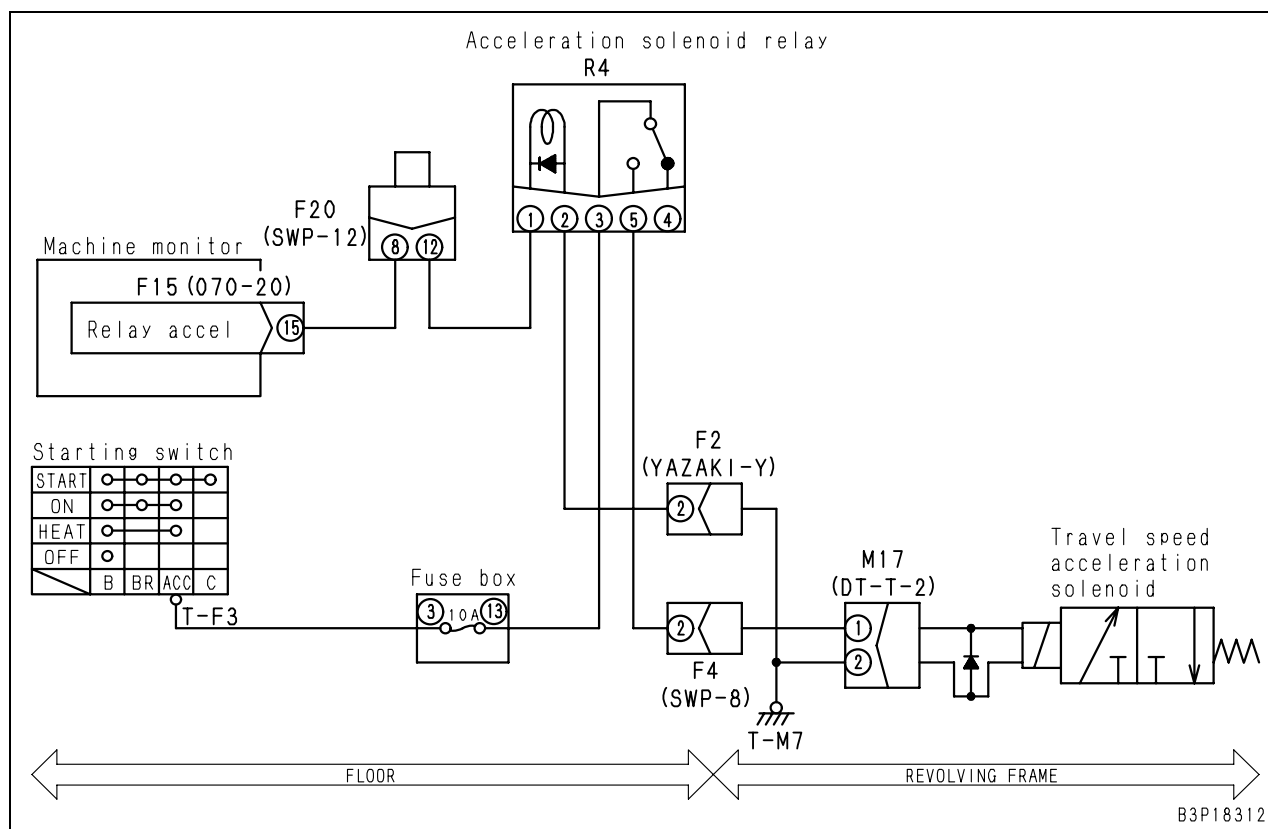 Acceleration solenoid relay
R4
1 2 3 5 4
F20
(SWP-12)
8 12
Machine monitor
F15 (070-20)
Relay accel
15
Starting switch
START
ON
HEAT
OFF
B BR ACC C
T-F3
Fuse box
3 10A 13
F2
(YAZAKI-Y)
2
2
F4
(SWP-8)
M17
(DT-T-2)
1
2
T-M7
Travel speed
acceleration
solenoid
FLOOR
REVOLVING FRAME
B3P18312